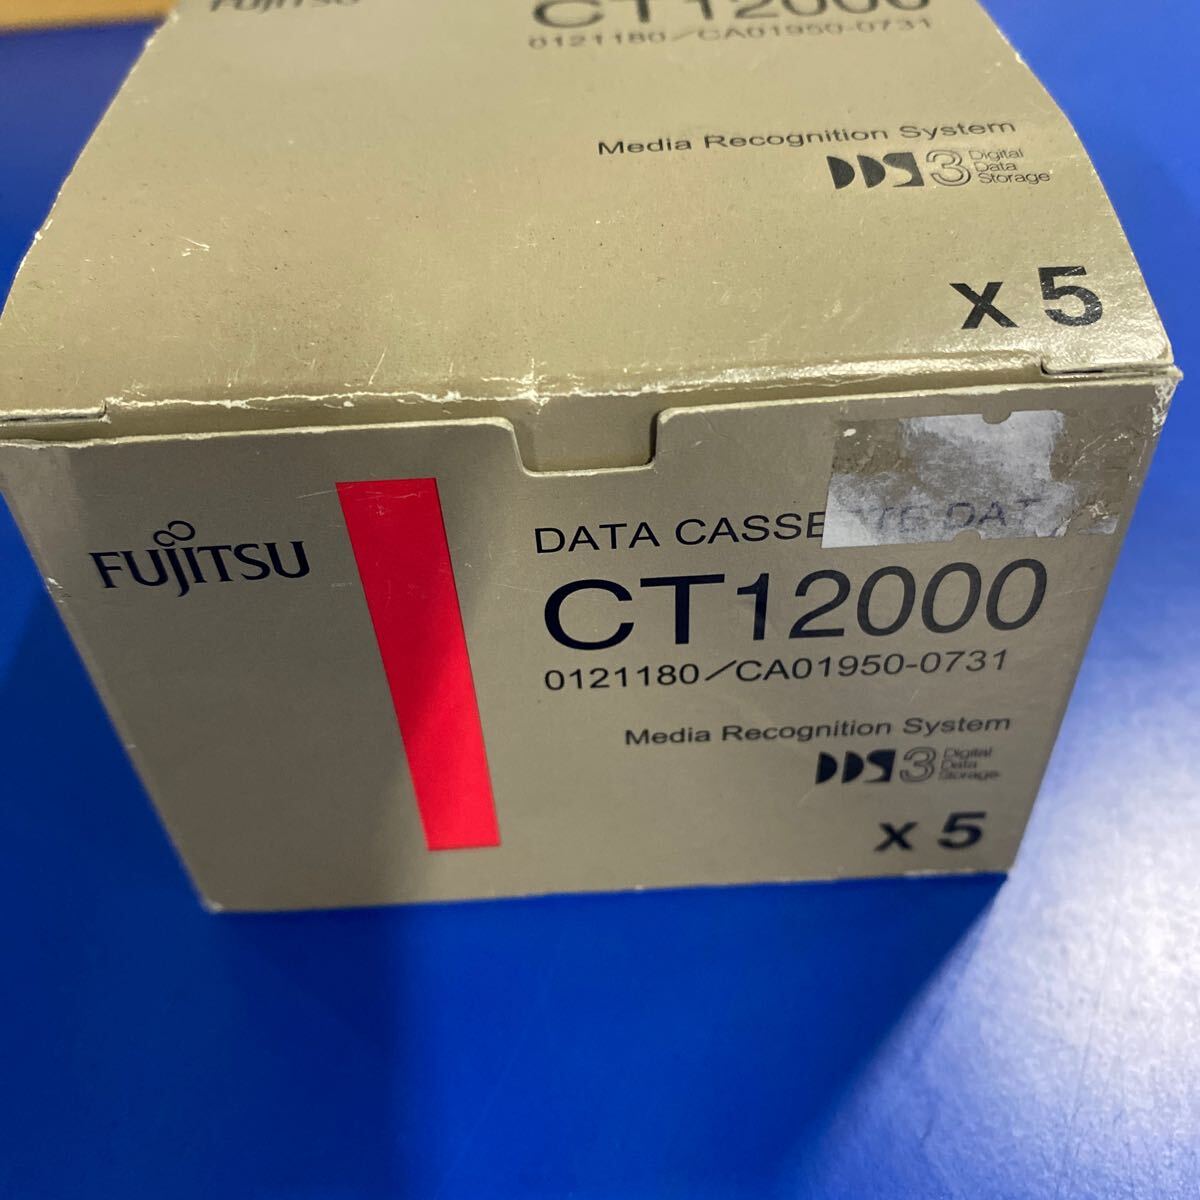 FUJITSU
CT12000
0121180/CA01950-0731
Media Recognition System
DDS3 Digital
Data
Storage
x 5
FUJITSU
DATA CASSE
CT12000
0121180/CA01950-0731
Media Recognition System
DDS3 Digital
Data
Storage
x 5